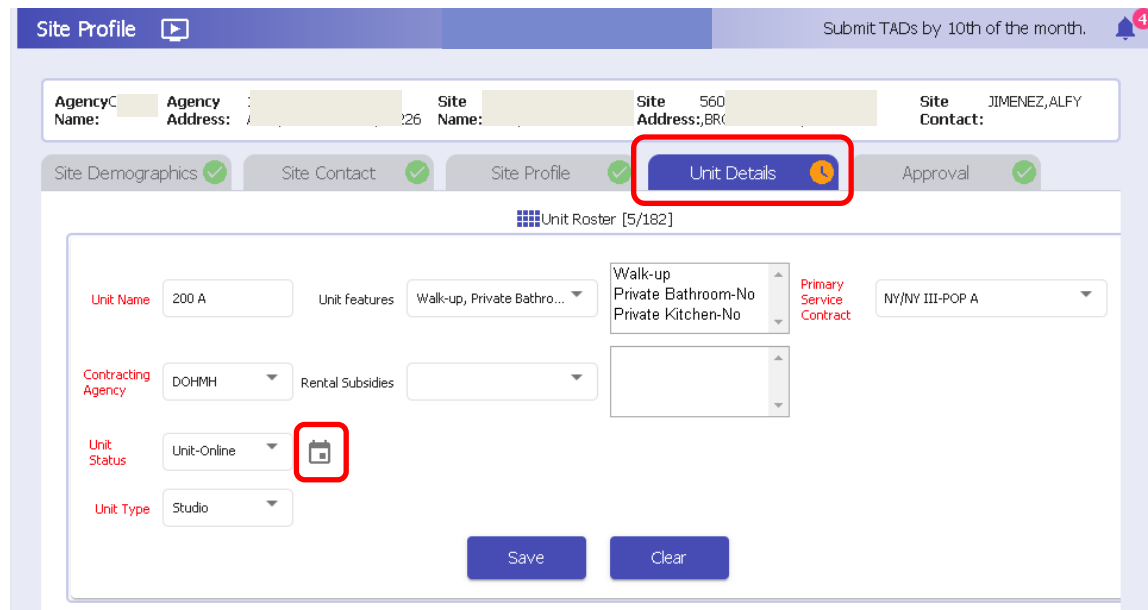 Site Profile
Submit TADs by 10th of the month.
4
Agency Name:
Agency Address: 226
Site Name:
Site Address: 560 ,BR
Site Contact: JIMENEZ,ALFY
Site Demographics
Site Contact
Site Profile
Unit Details
Approval
Unit Roster [5/182]
Unit Name 200 A
Unit features Walk-up, Private Bathro...
Walk-up
Private Bathroom-No
Private Kitchen-No
Primary Service Contract NY/NY III-POP A
Contracting Agency DOHMH
Rental Subsidies
Unit Status Unit-Online
Unit Type Studio
Save
Clear